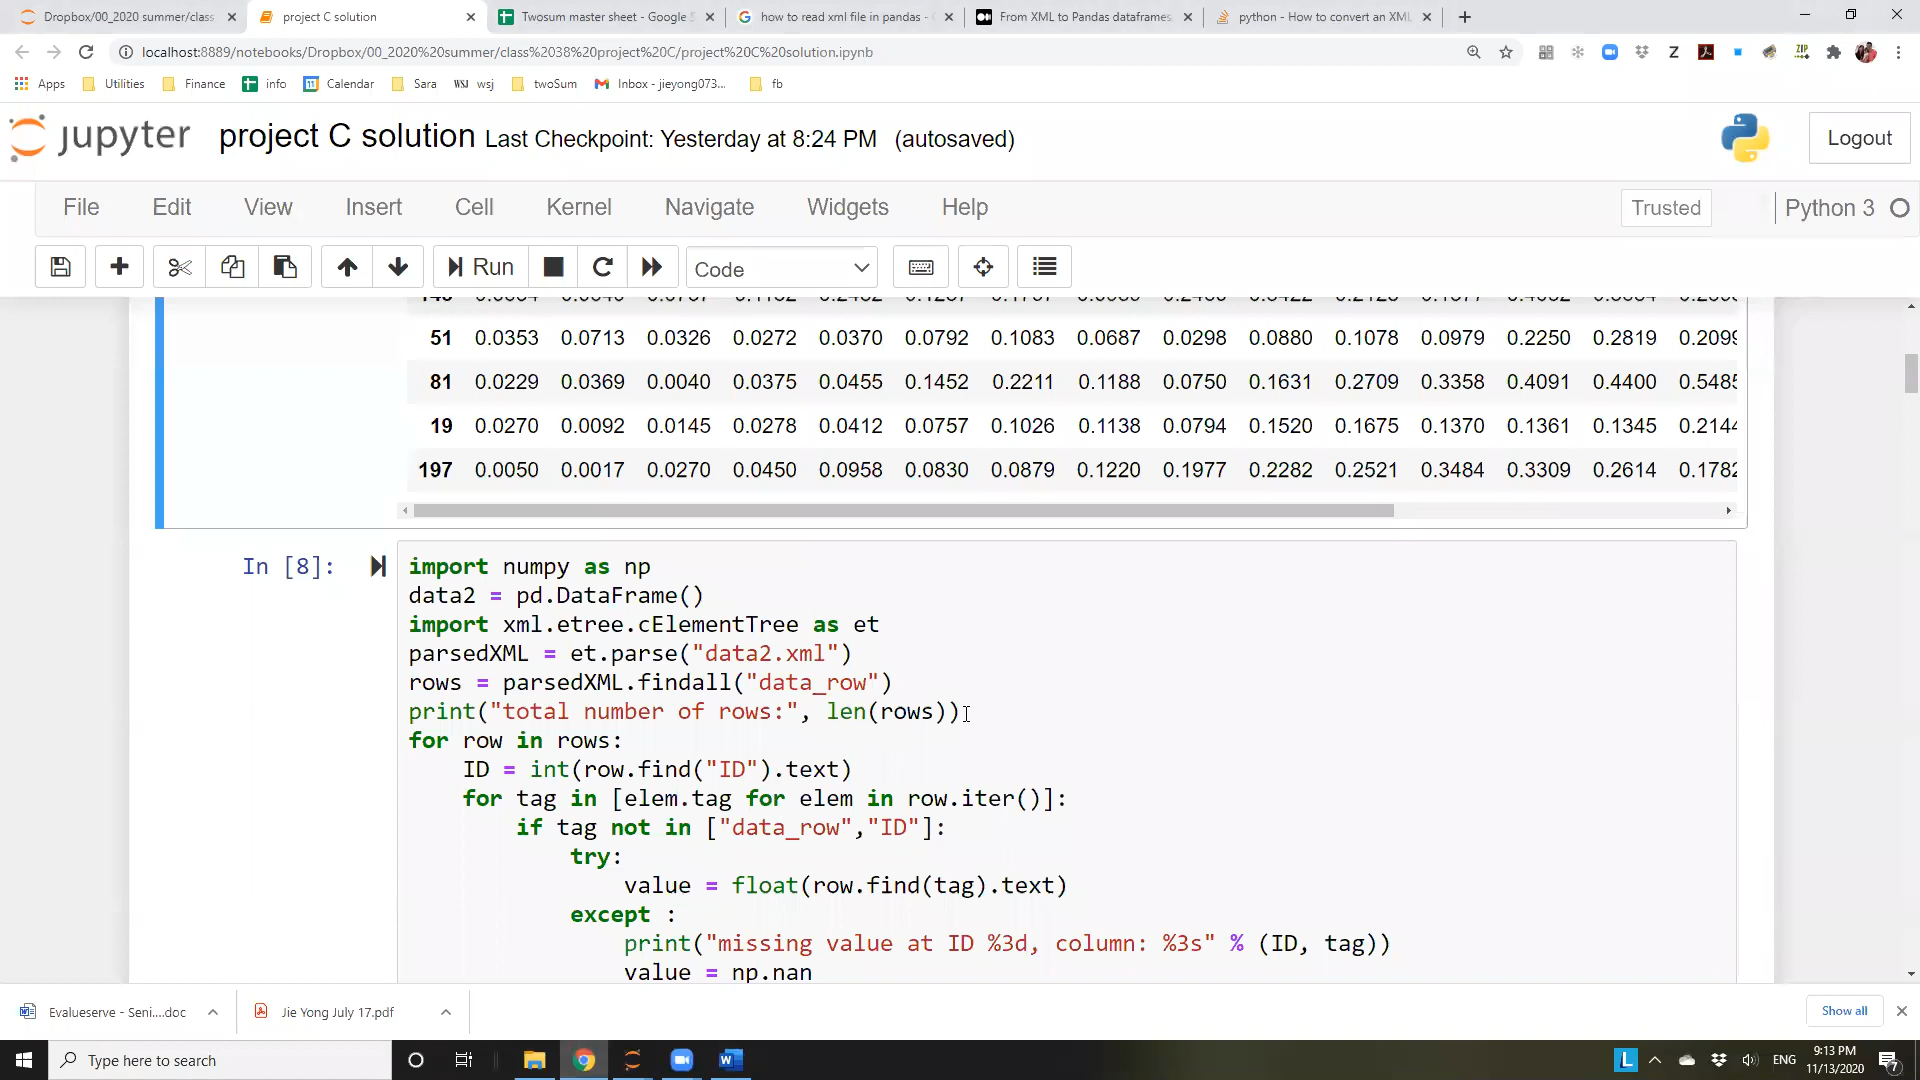 Dropbox/00_2020 summer/class
project C solution
Twosum master sheet - Google S
how to read xml file in pandas -
From XML to Pandas dataframes,
python - How to convert an XML
localhost:8889/notebooks/Dropbox/00_2020%20summer/class%2038%20project%20C/project%20C%20solution.ipynb
Apps
Utilities
Finance
info
Calendar
Sara
WSJ wsj
twoSum
Inbox - jieyong073...
fb
jupyter project C solution Last Checkpoint: Yesterday at 8:24 PM (autosaved)
Logout
File Edit View Insert Cell Kernel Navigate Widgets Help
Trusted
Python 3
Run
Code
51 0.0353 0.0713 0.0326 0.0272 0.0370 0.0792 0.1083 0.0687 0.0298 0.0880 0.1078 0.0979 0.2250 0.2819 0.2099
81 0.0229 0.0369 0.0040 0.0375 0.0455 0.1452 0.2211 0.1188 0.0750 0.1631 0.2709 0.3358 0.4091 0.4400 0.5485
19 0.0270 0.0092 0.0145 0.0278 0.0412 0.0757 0.1026 0.1138 0.0794 0.1520 0.1675 0.1370 0.1361 0.1345 0.2144
197 0.0050 0.0017 0.0270 0.0450 0.0958 0.0830 0.0879 0.1220 0.1977 0.2282 0.2521 0.3484 0.3309 0.2614 0.1782
In [8]:
import numpy as np
data2 = pd.DataFrame()
import xml.etree.cElementTree as et
parsedXML = et.parse("data2.xml")
rows = parsedXML.findall("data_row")
print("total number of rows:", len(rows))
for row in rows:
    ID = int(row.find("ID").text)
    for tag in [elem.tag for elem in row.iter()]:
        if tag not in ["data_row","ID"]:
            try:
                value = float(row.find(tag).text)
            except :
                print("missing value at ID %3d, column: %3s" % (ID, tag))
                value = np.nan
Evalueserve - Seni....doc
Jie Yong July 17.pdf
Show all
Type here to search
ENG
9:13 PM
11/13/2020